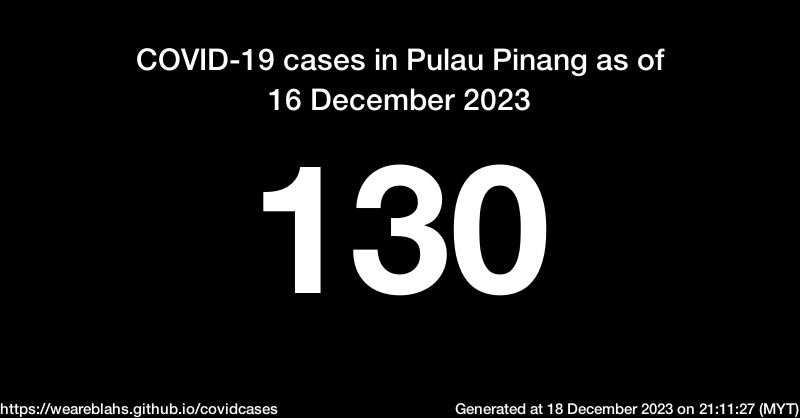 COVID-19 cases in Pulau Pinang as of
16 December 2023
130
https://weareblahs.github.io/covidcases
Generated at 18 December 2023 on 21:11:27 (MYT)